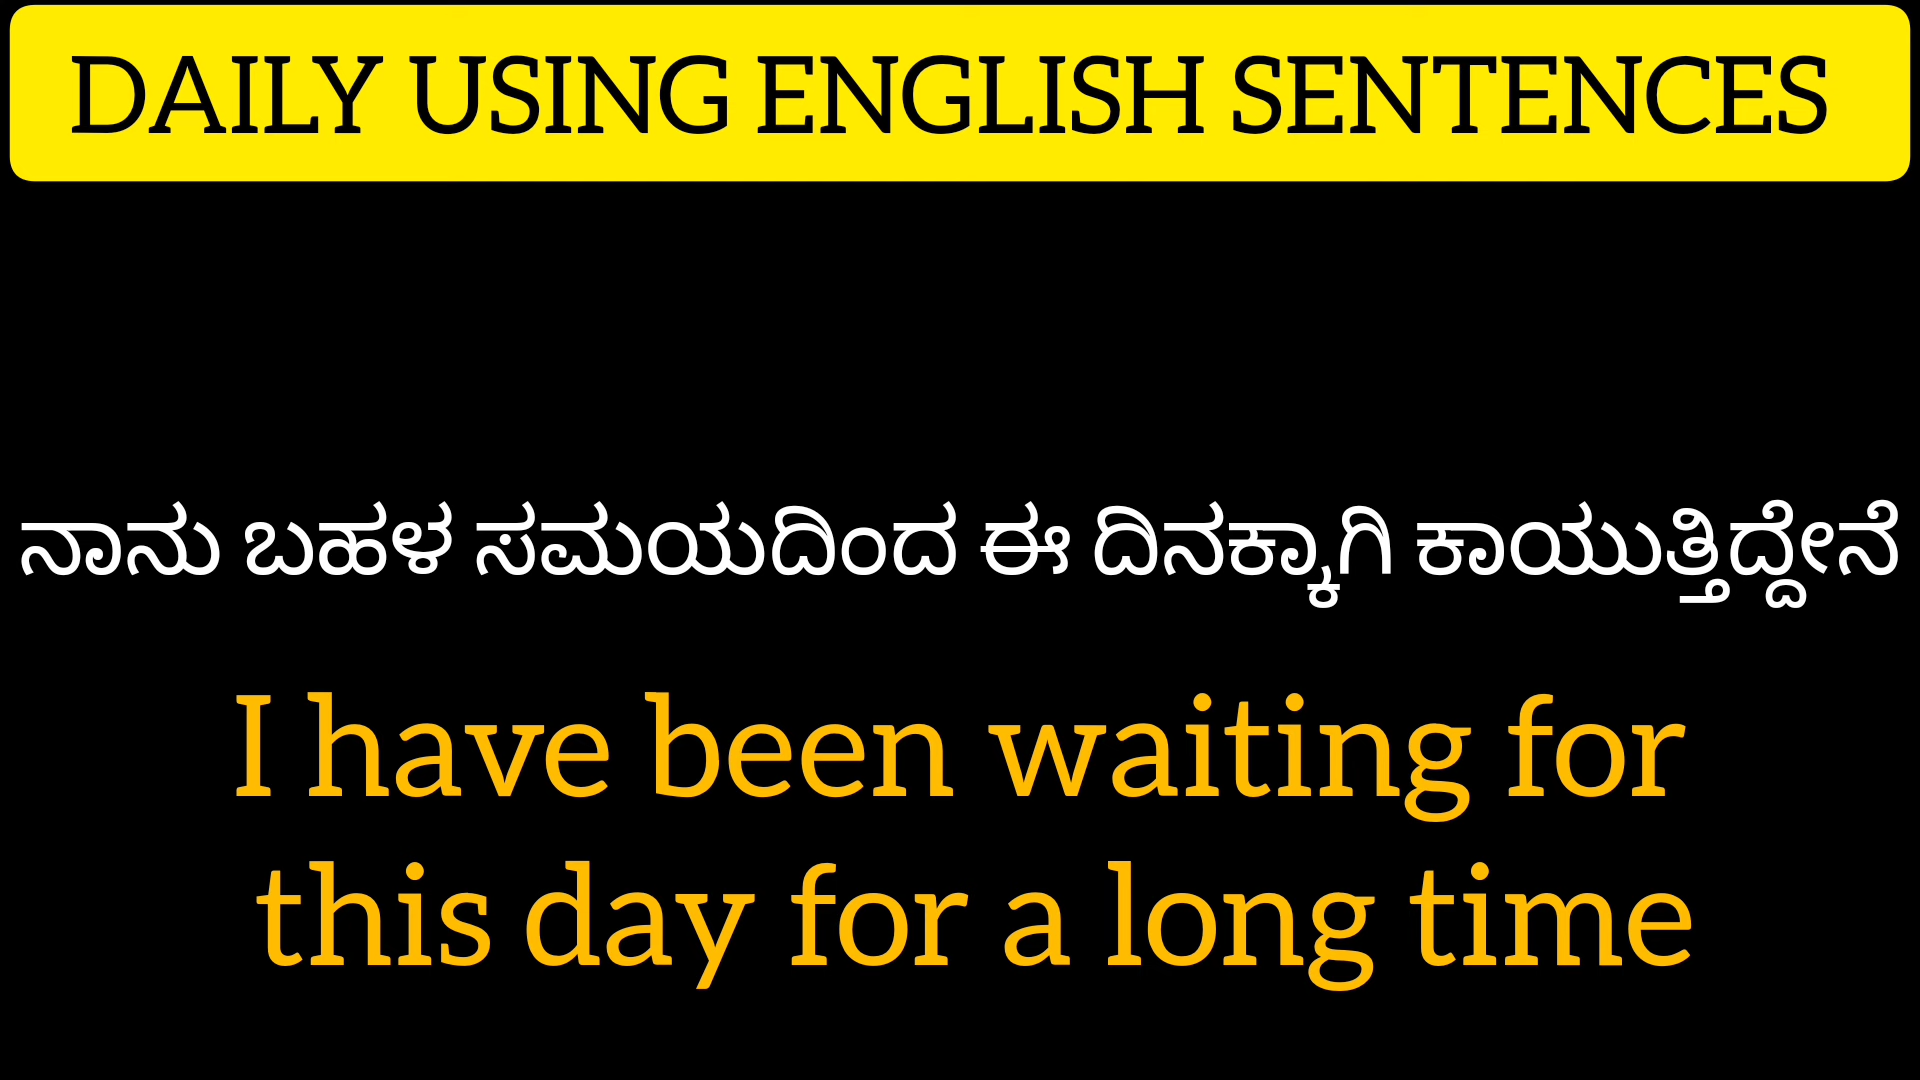 DAILY USING ENGLISH SENTENCES
ನಾನು ಬಹಳ ಸಮಯದಿಂದ ಈ ದಿನಕ್ಕಾಗಿ ಕಾಯುತ್ತಿದ್ದೇನೆ
I have been waiting for
this day for a long time